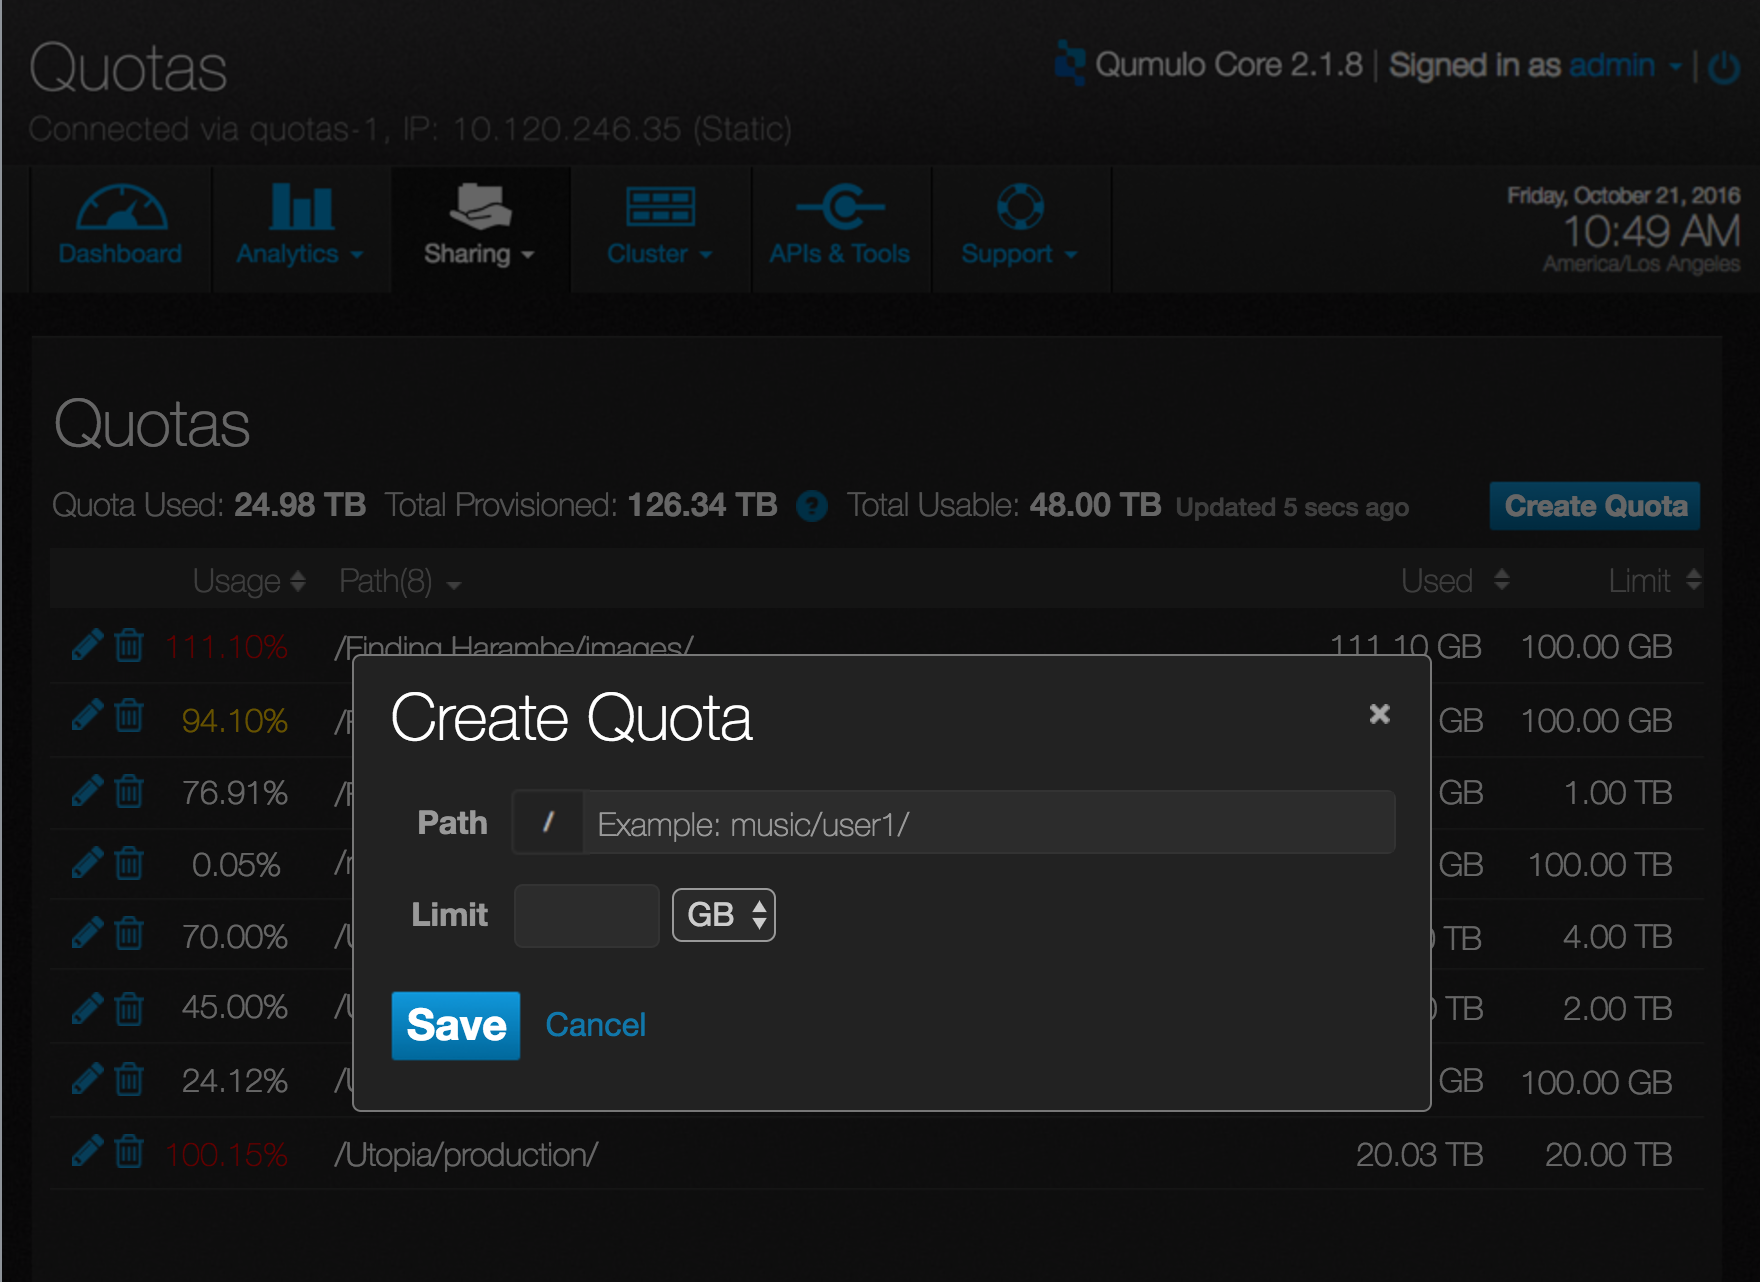 Quotas
Qumulo Core 2.1.8 | Signed in as admin |
Connected via quotas-1, IP: 10.120.246.35 (Static)
Dashboard Analytics Sharing Cluster APIs & Tools Support
Friday, October 21, 2016
10:49 AM
America/Los Angeles
Quotas
Quota Used: 24.98 TB Total Provisioned: 126.34 TB ? Total Usable: 48.00 TB Updated 5 secs ago Create Quota
Usage Path(8) Used Limit
111.10% /Finding Harambe/images/ 111.10 GB 100.00 GB
94.10% GB 100.00 GB
76.91% GB 1.00 TB
0.05% GB 100.00 TB
70.00% TB 4.00 TB
45.00% TB 2.00 TB
24.12% GB 100.00 GB
100.15% /Utopia/production/ 20.03 TB 20.00 TB
Create Quota
Path / Example: music/user1/
Limit GB
Save Cancel